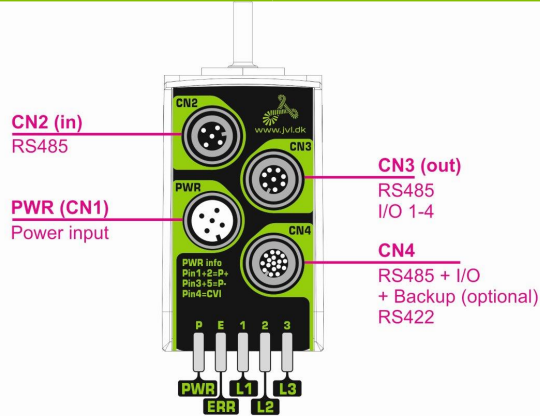 CN2 (in)
RS485
PWR (CN1)
Power input
CN2
www.jvl.dk
CN3
PWR
CN4
PWR info
Pin1+2=P+
Pin3+5=P-
Pin4=CVI
P E 1 2 3
PWR L1 L3
ERR L2
CN3 (out)
RS485
I/O 1-4
CN4
RS485 + I/O
+ Backup (optional)
RS422